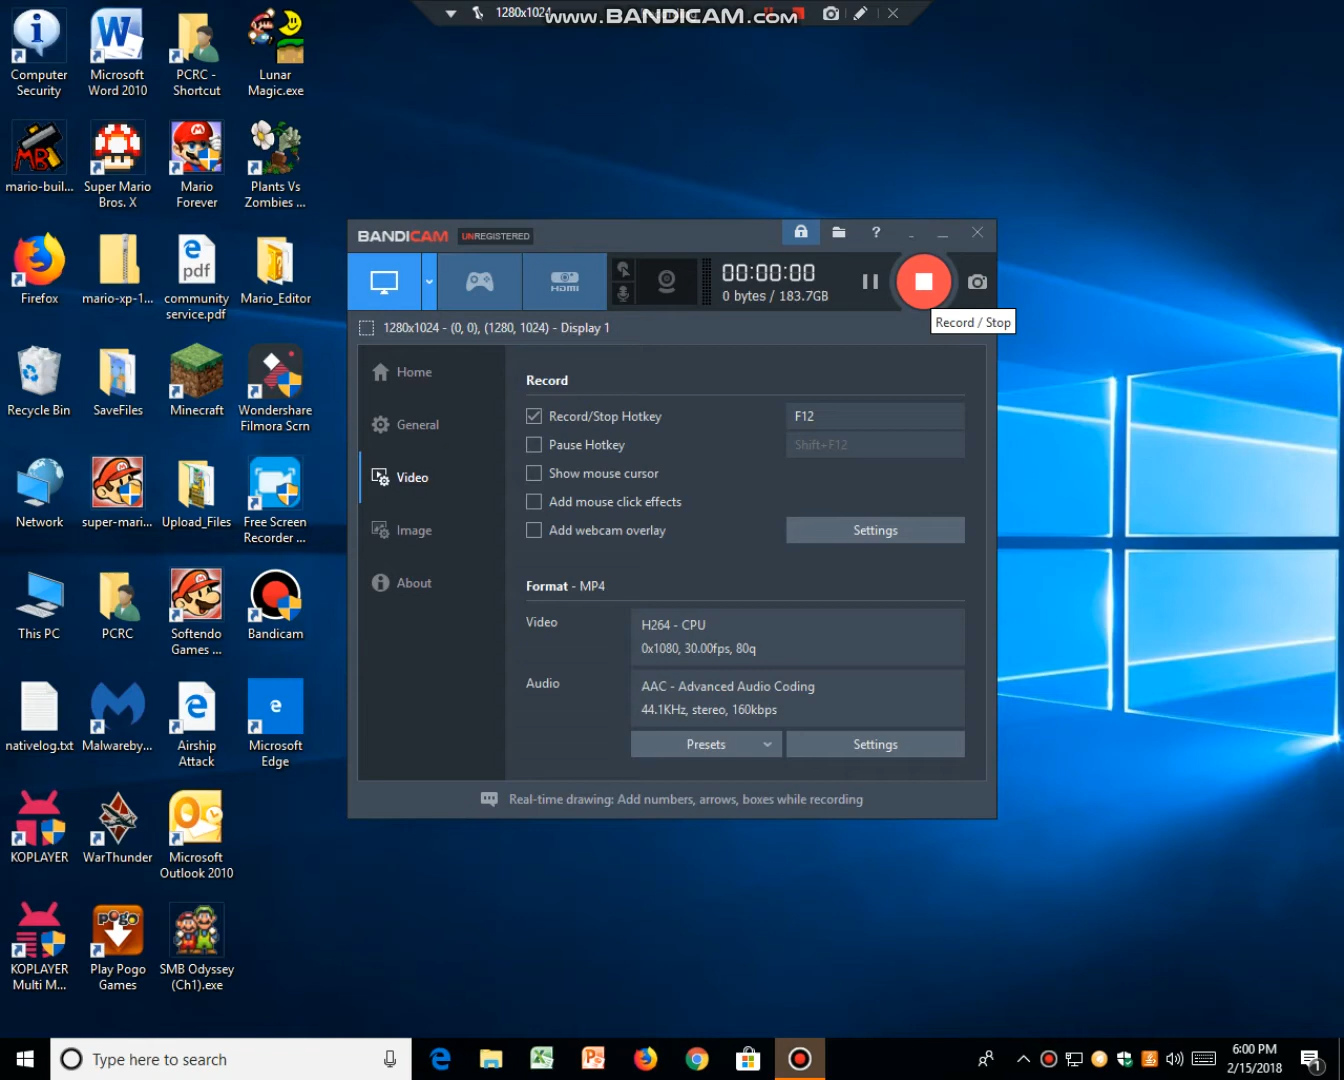 1280x1024
www.BANDICAM.com
Computer Security
Microsoft Word 2010
PCRC - Shortcut
Lunar Magic.exe
mario-buil...
Super Mario Bros. X
Mario Forever
Plants Vs Zombies ...
Firefox
mario-xp-1...
community service.pdf
Mario_Editor
Recycle Bin
SaveFiles
Minecraft
Wondershare Filmora Scrn
Network
super-mari...
Upload_Files
Free Screen Recorder ...
This PC
PCRC
Softendo Games ...
Bandicam
nativelog.txt
Malwareby...
Airship Attack
Microsoft Edge
KOPLAYER
WarThunder
Microsoft Outlook 2010
KOPLAYER Multi M...
Play Pogo Games
SMB Odyssey (Ch1).exe
BANDICAM UNREGISTERED
HDMI
00:00:00
0 bytes / 183.7GB
Record / Stop
1280x1024 - (0, 0), (1280, 1024) - Display 1
Home
General
Video
Image
About
Record
Record/Stop Hotkey F12
Pause Hotkey Shift+F12
Show mouse cursor
Add mouse click effects
Add webcam overlay Settings
Format - MP4
Video
H264 - CPU
0x1080, 30.00fps, 80q
Audio
AAC - Advanced Audio Coding
44.1KHz, stereo, 160kbps
Presets Settings
Real-time drawing: Add numbers, arrows, boxes while recording
Type here to search
6:00 PM
2/15/2018
1